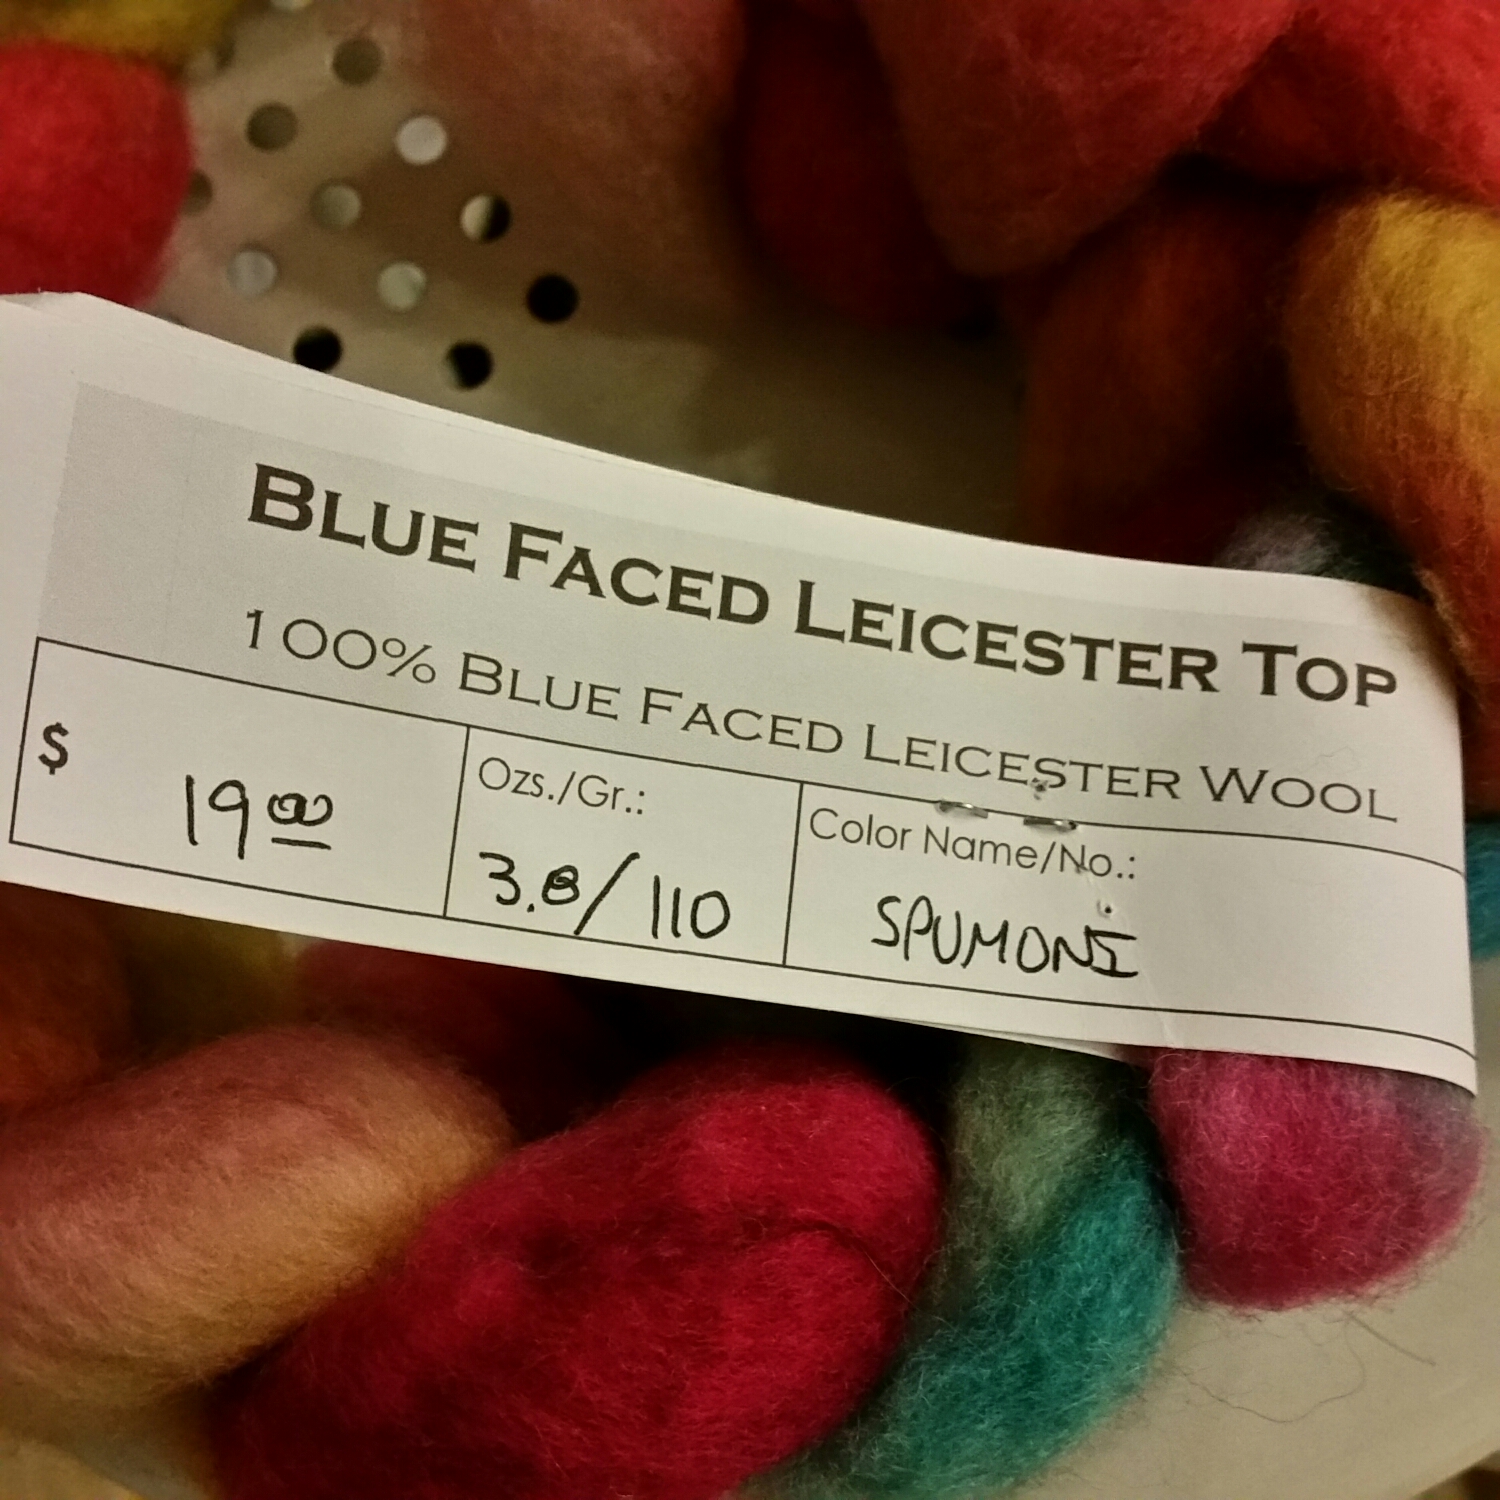 BLUE FACED LEICESTER TOP
100% BLUE FACED LEICESTER WOOL
$ 19 00
Ozs./Gr.:
3.8/110
Color Name/No.:
SPUMONI